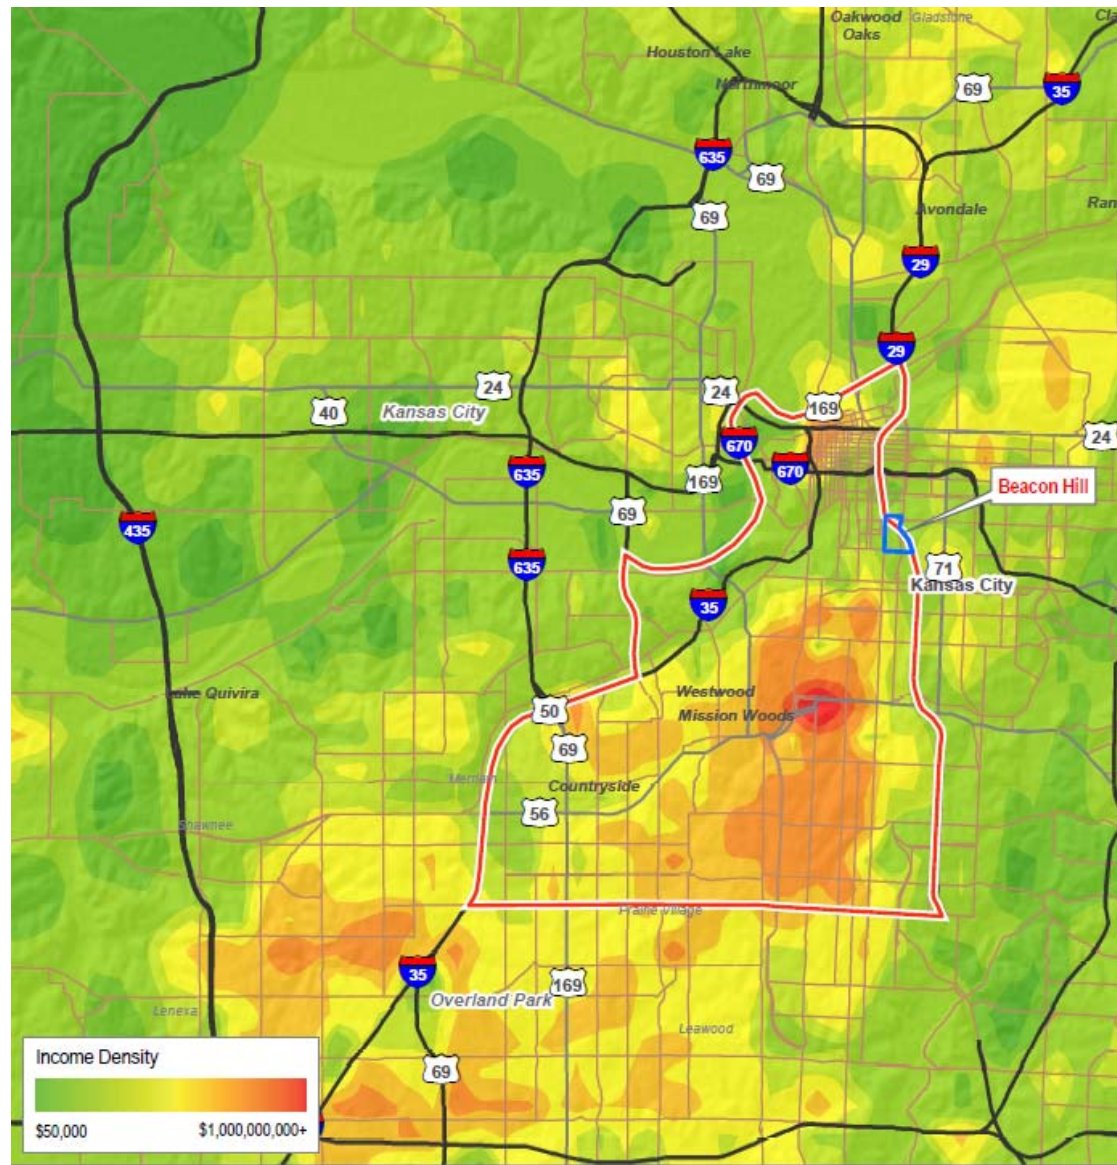 Oakwood
Oaks
Gladstone
Cla
Houston Lake
Northmoor
69
35
635
69
69
Avondale
Ran
29
29
24
24
169
40
Kansas City
24
670
670
635
169
Beacon Hill
69
435
635
71
Kansas City
35
Lake Quivira
Westwood
50
Mission Woods
69
Merriam
Countryside
56
Shawnee
Prairie Village
35
169
Overland Park
Lenexa
Leawood
69
Income Density
$50,000
$1,000,000,000+